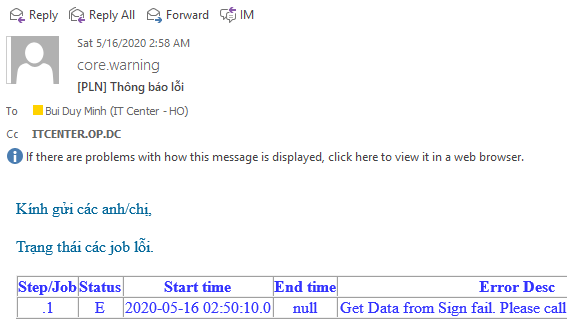 Reply Reply All Forward IM
Sat 5/16/2020 2:58 AM
core.warning
[PLN] Thông báo lỗi
To Bui Duy Minh (IT Center - HO)
Cc ITCENTER.OP.DC
If there are problems with how this message is displayed, click here to view it in a web browser.
Kính gửi các anh/chị,
Trạng thái các job lỗi.
Step/Job Status Start time End time Error Desc
.1 E 2020-05-16 02:50:10.0 null Get Data from Sign fail. Please call